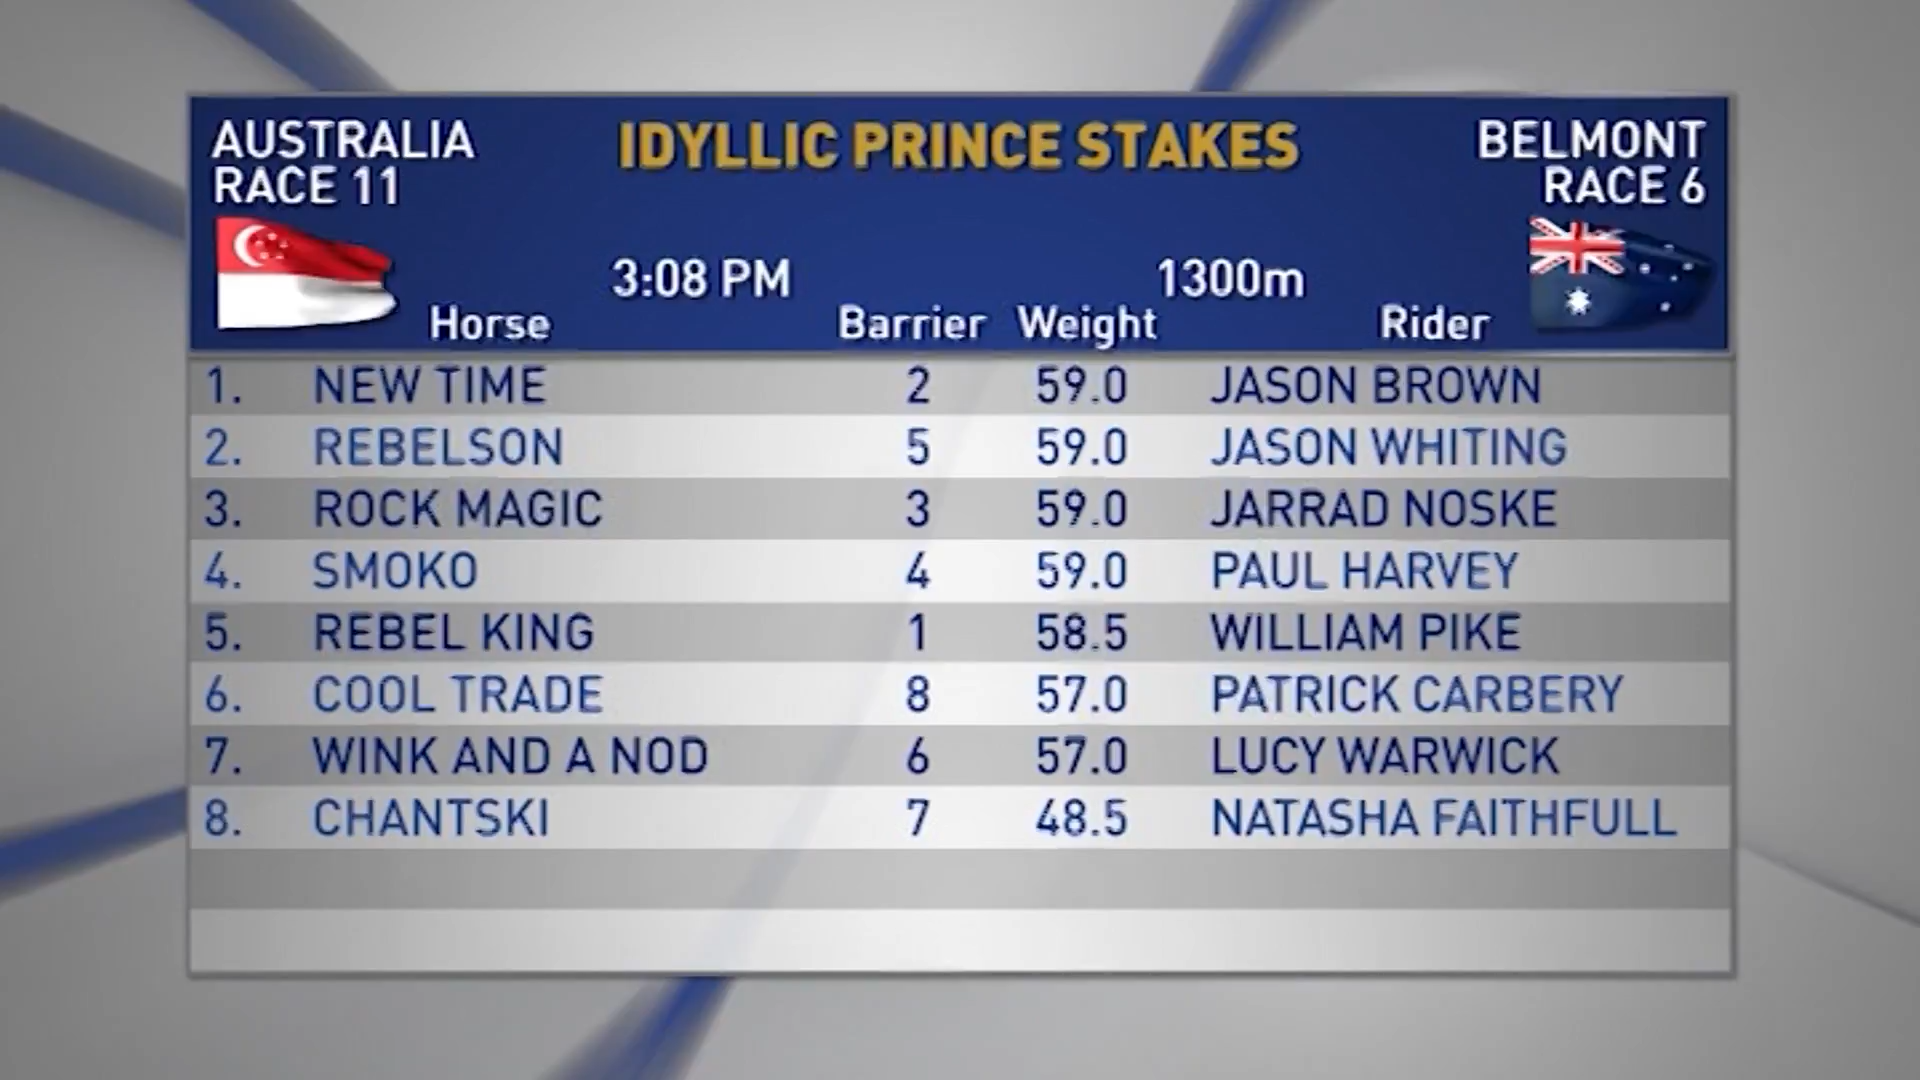 AUSTRALIA RACE 11
IDYLLIC PRINCE STAKES
BELMONT RACE 6
3:08 PM 1300m
Horse Barrier Weight Rider
1. NEW TIME 2 59.0 JASON BROWN
2. REBELSON 5 59.0 JASON WHITING
3. ROCK MAGIC 3 59.0 JARRAD NOSKE
4. SMOKO 4 59.0 PAUL HARVEY
5. REBEL KING 1 58.5 WILLIAM PIKE
6. COOL TRADE 8 57.0 PATRICK CARBERY
7. WINK AND A NOD 6 57.0 LUCY WARWICK
8. CHANTSKI 7 48.5 NATASHA FAITHFULL